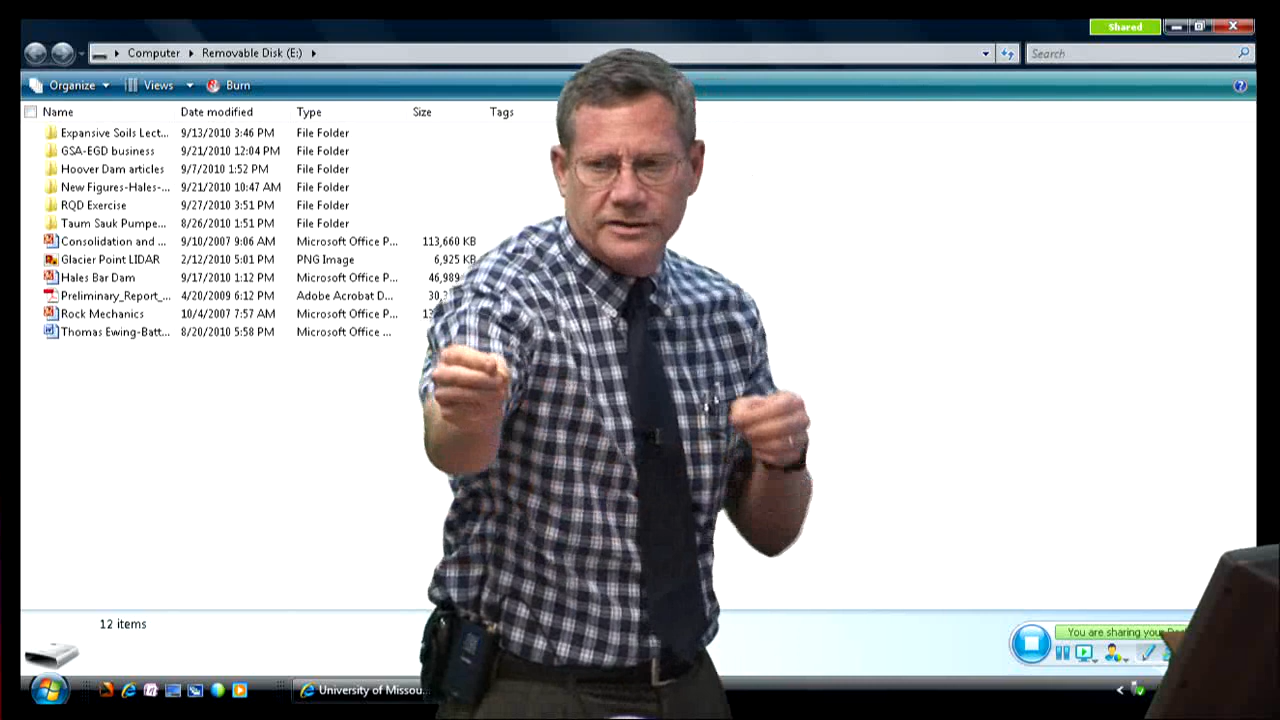 Shared
Computer Removable Disk (E:) Search
Organize Views Burn
Name Date modified Type Size Tags
Expansive Soils Lect... 9/13/2010 3:46 PM File Folder
GSA-EGD business 9/21/2010 12:04 PM File Folder
Hoover Dam articles 9/7/2010 1:52 PM File Folder
New Figures-Hales-... 9/21/2010 10:47 AM File Folder
RQD Exercise 9/27/2010 3:51 PM File Folder
Taum Sauk Pumpe... 8/26/2010 1:51 PM File Folder
Consolidation and ... 9/10/2007 9:06 AM Microsoft Office P... 113,660 KB
Glacier Point LIDAR 2/12/2010 5:01 PM PNG Image 6,925 KB
Hales Bar Dam 9/17/2010 1:12 PM Microsoft Office P... 46,989
Preliminary_Report_... 4/20/2009 6:12 PM Adobe Acrobat D... 30,
Rock Mechanics 10/4/2007 7:57 AM Microsoft Office P... 13
Thomas Ewing-Batt... 8/20/2010 5:58 PM Microsoft Office ...
12 items
You are sharing your
University of Missou...